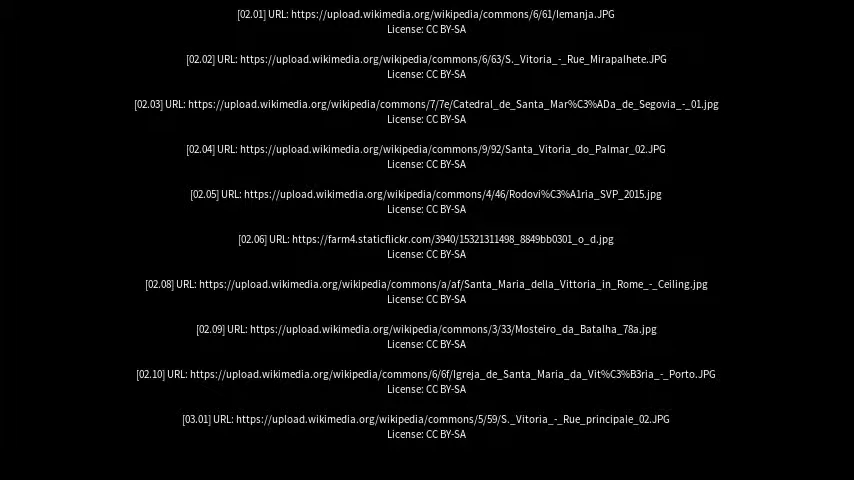 [02.01] URL: https://upload.wikimedia.org/wikipedia/commons/6/61/Iemanja.JPG
License: CC BY-SA
[02.02] URL: https://upload.wikimedia.org/wikipedia/commons/6/63/S._Vitoria_-_Rue_Mirapalhete.JPG
License: CC BY-SA
[02.03] URL: https://upload.wikimedia.org/wikipedia/commons/7/7e/Catedral_de_Santa_Mar%C3%ADa_de_Segovia_-_01.jpg
License: CC BY-SA
[02.04] URL: https://upload.wikimedia.org/wikipedia/commons/9/92/Santa_Vitoria_do_Palmar_02.JPG
License: CC BY-SA
[02.05] URL: https://upload.wikimedia.org/wikipedia/commons/4/46/Rodovi%C3%A1ria_SVP_2015.jpg
License: CC BY-SA
[02.06] URL: https://farm4.staticflickr.com/3940/15321311498_8849bb0301_o_d.jpg
License: CC BY-SA
[02.08] URL: https://upload.wikimedia.org/wikipedia/commons/a/af/Santa_Maria_della_Vittoria_in_Rome_-_Ceiling.jpg
License: CC BY-SA
[02.09] URL: https://upload.wikimedia.org/wikipedia/commons/3/33/Mosteiro_da_Batalha_78a.jpg
License: CC BY-SA
[02.10] URL: https://upload.wikimedia.org/wikipedia/commons/6/6f/Igreja_de_Santa_Maria_da_Vit%C3%B3ria_-_Porto.JPG
License: CC BY-SA
[03.01] URL: https://upload.wikimedia.org/wikipedia/commons/5/59/S._Vitoria_-_Rue_principale_02.JPG
License: CC BY-SA